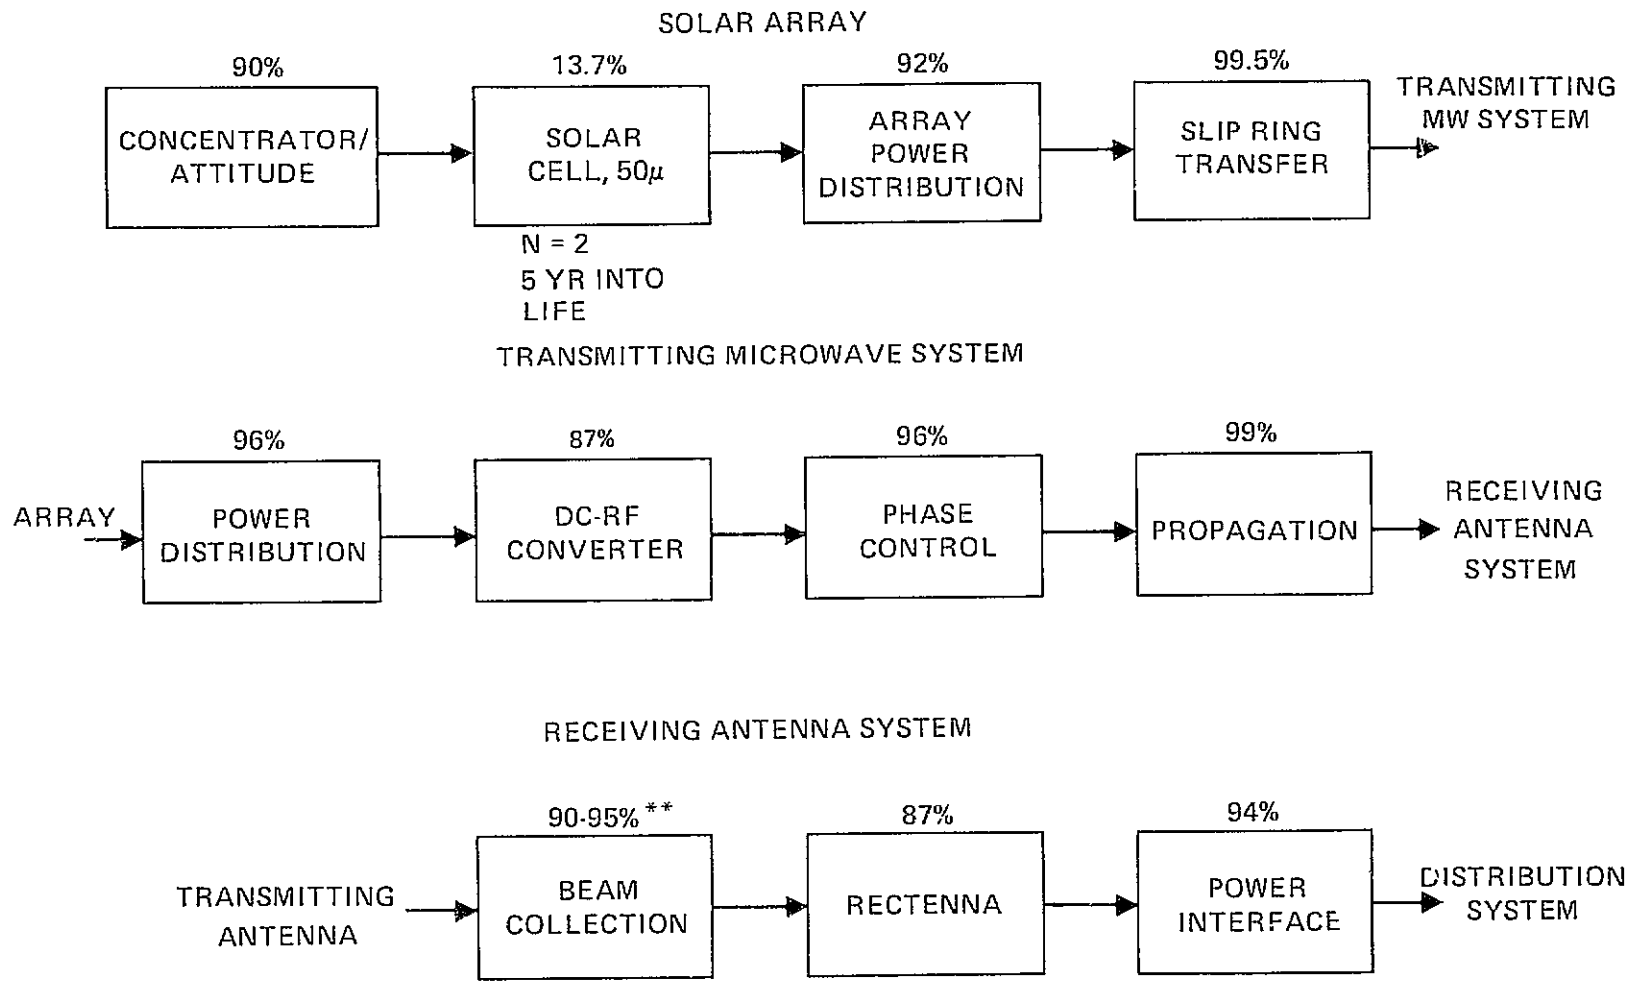 SOLAR ARRAY
90%
13.7%
92%
99.5%
CONCENTRATOR/
ATTITUDE
SOLAR
CELL, 50μ
ARRAY
POWER
DISTRIBUTION
SLIP RING
TRANSFER
TRANSMITTING
MW SYSTEM
N = 2
5 YR INTO
LIFE
TRANSMITTING MICROWAVE SYSTEM
96%
87%
96%
99%
ARRAY
POWER
DISTRIBUTION
DC-RF
CONVERTER
PHASE
CONTROL
PROPAGATION
RECEIVING
ANTENNA
SYSTEM
RECEIVING ANTENNA SYSTEM
90-95% **
87%
94%
TRANSMITTING
ANTENNA
BEAM
COLLECTION
RECTENNA
POWER
INTERFACE
DISTRIBUTION
SYSTEM